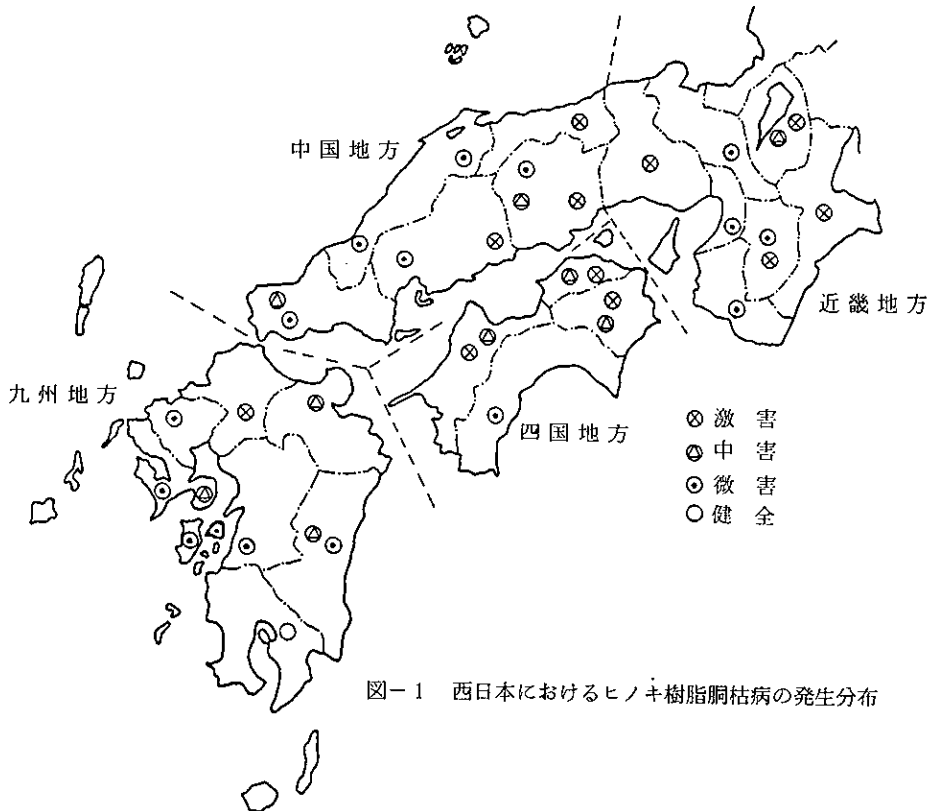 中国地方
近畿地方
九州地方
四国地方
激害
中害
微害
健全
図-1 西日本におけるヒノキ樹脂胴枯病の発生分布